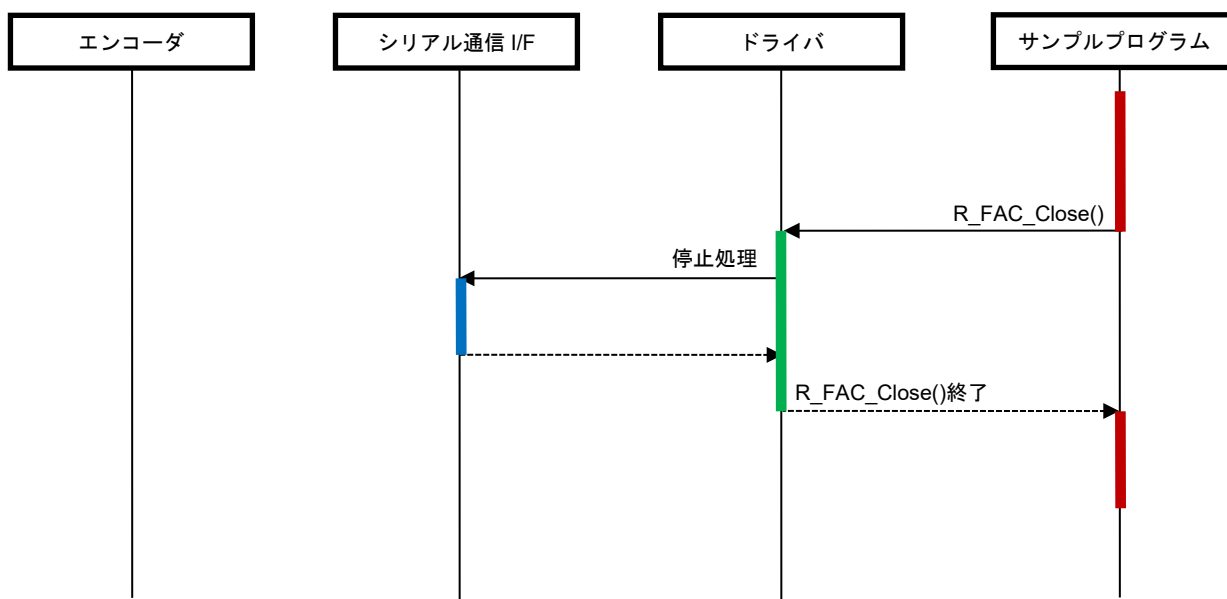 エンコーダ
シリアル通信 I/F
ドライバ
サンプルプログラム
R_FAC_Close()
停止処理
R_FAC_Close()終了